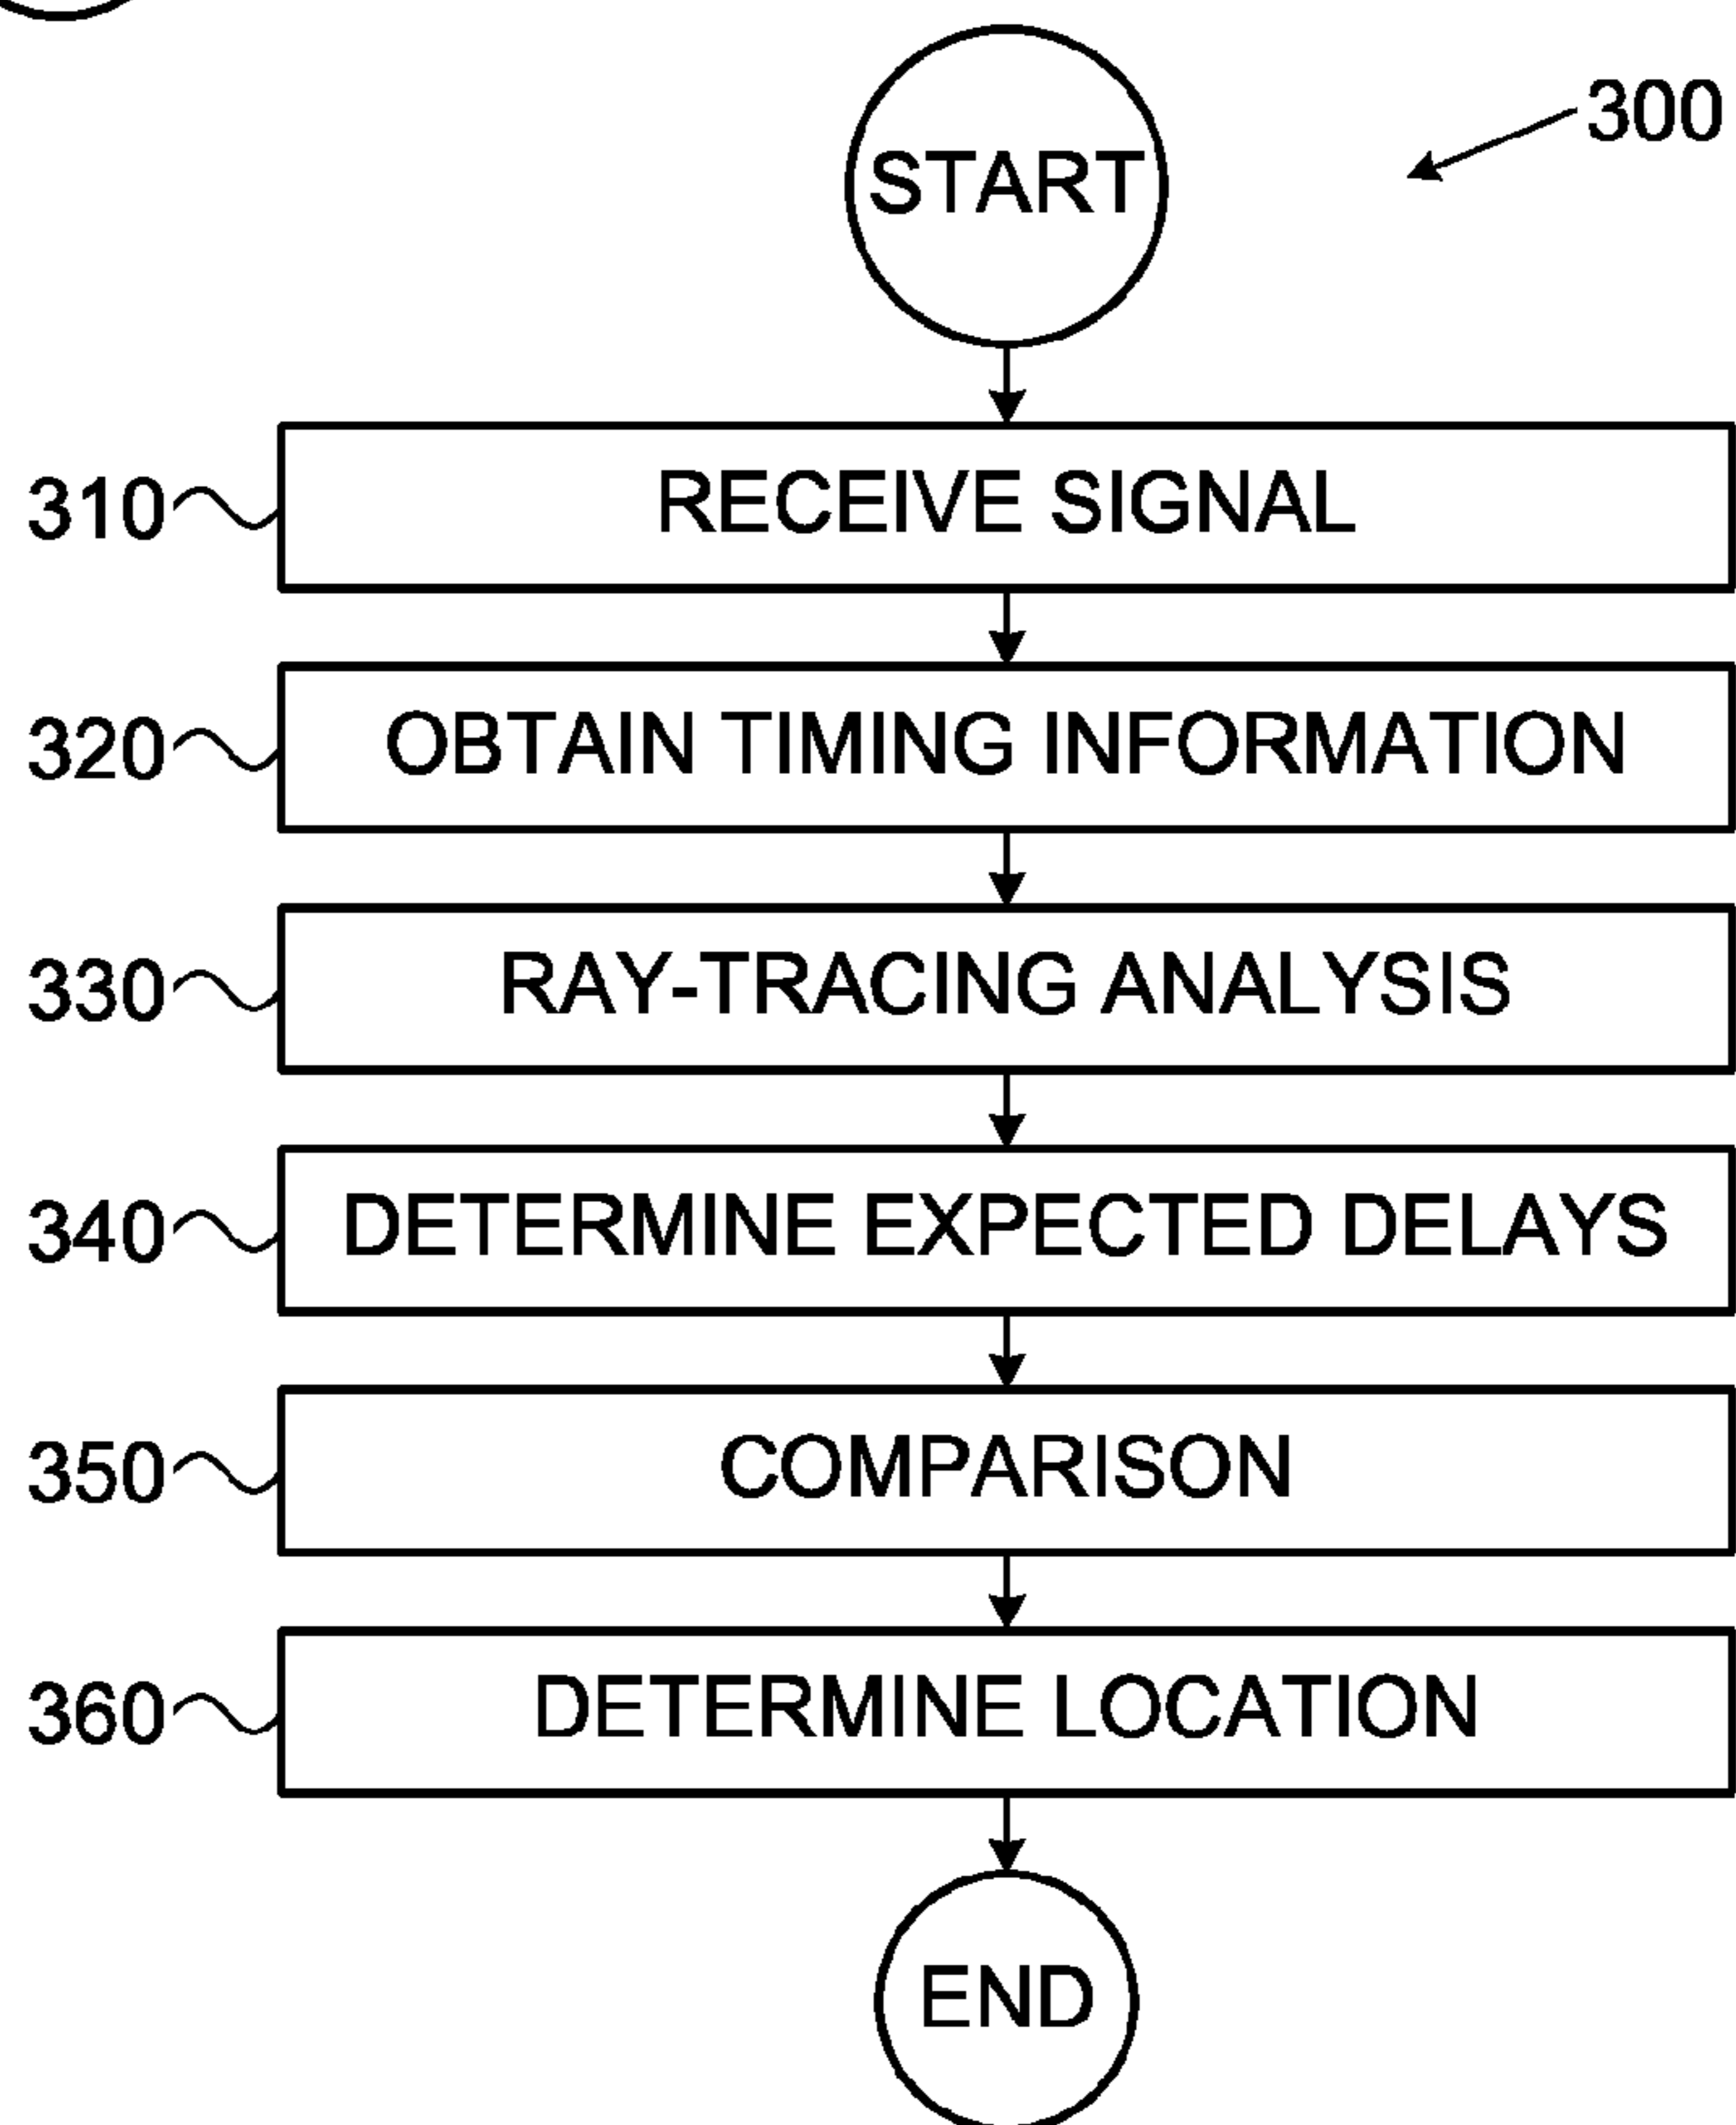 START
300
310 RECEIVE SIGNAL
320 OBTAIN TIMING INFORMATION
330 RAY-TRACING ANALYSIS
340 DETERMINE EXPECTED DELAYS
350 COMPARISON
360 DETERMINE LOCATION
END